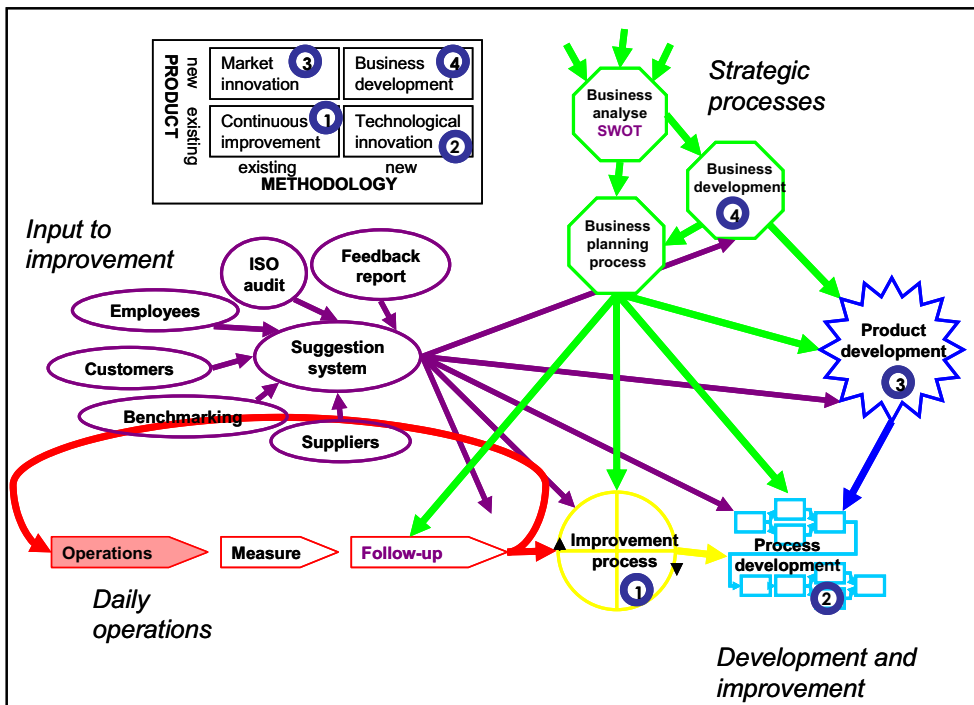 PRODUCT
new
existing
Market
innovation
3
Business
development
4
Continuous
improvement
1
Technological
innovation
2
existing
new
METHODOLOGY
Strategic
processes
Business
analyse
SWOT
Business
development
4
Business
planning
process
Input to
improvement
ISO
audit
Feedback
report
Employees
Customers
Benchmarking
Suppliers
Suggestion
system
Product
development
3
Operations
Measure
Follow-up
Improvement
process
1
Process
development
2
Daily
operations
Development and
improvement